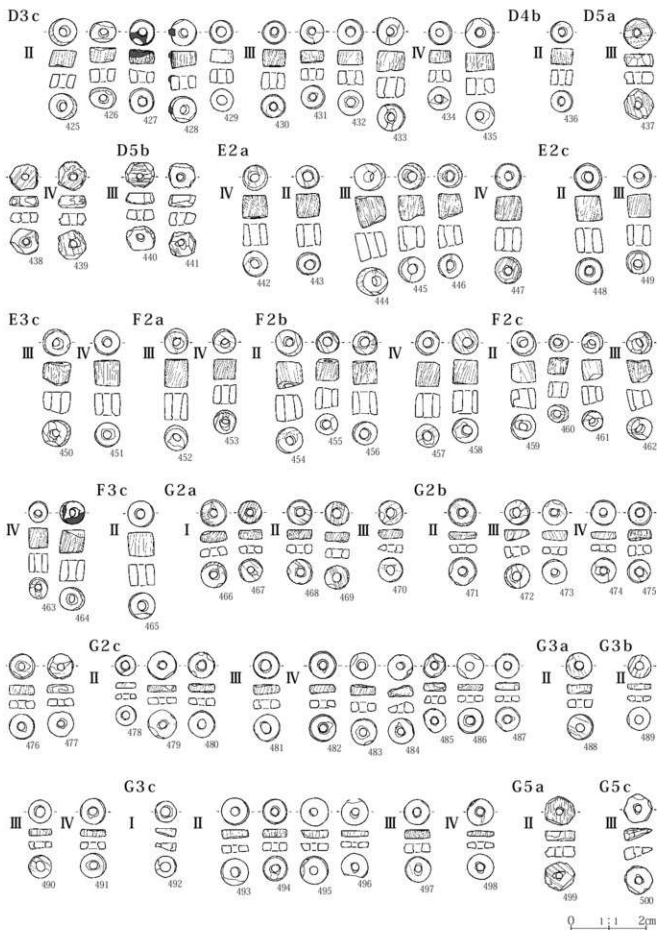 D3c D4b D5a
II III IV II III
425 426 427 428 429 430 431 432 433 434 435 436 437
D5b E2a E2c
IV III IV II III IV II III
438 439 440 441 442 443 444 445 446 447 448 449
E3c F2a F2b F2c
III IV III IV II IV II III
450 451 452 453 454 455 456 457 458 459 460 461 462
F3c G2a G2b
IV II I II III II III IV
463 464 465 466 467 468 469 470 471 472 473 474 475
G2c G3a G3b
II III IV II II
476 477 478 479 480 481 482 483 484 485 486 487 488 489
G3c G5a G5c
III IV I II III IV II III
490 491 492 493 494 495 496 497 498 499 500
0 1:1 2cm